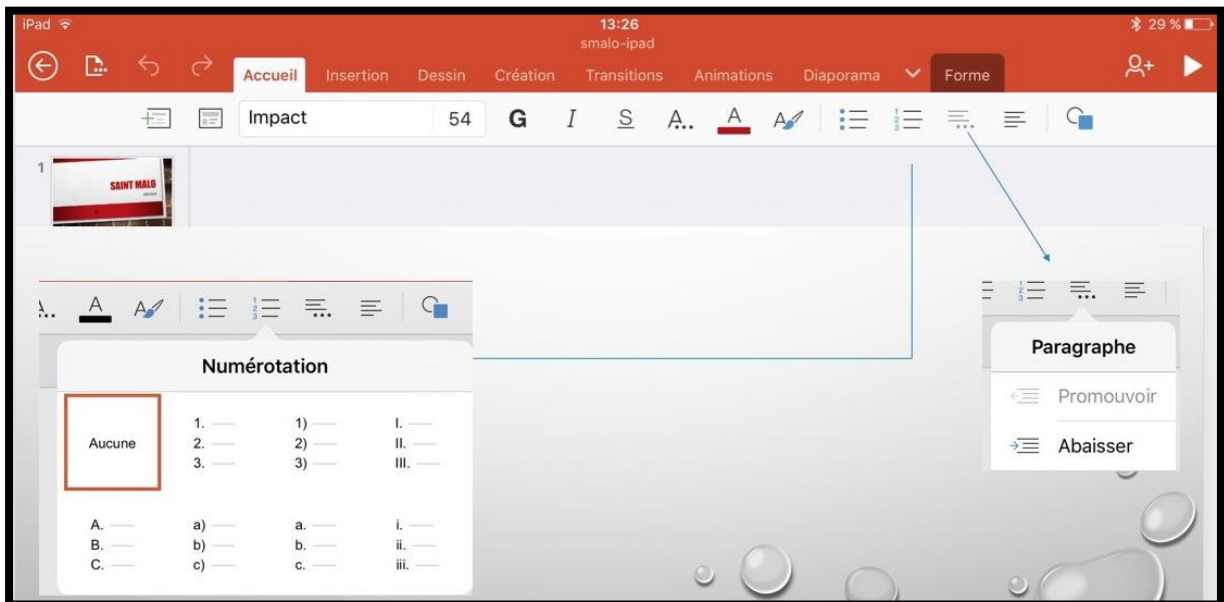 iPad 13:26 29 %
smalo-ipad
Accueil Insertion Dessin Création Transitions Animations Diaporama Forme
Impact 54 G I S A.. A A
1
SAINT MALO
A A
Numérotation
Aucune
1. 1) I.
2. 2) II.
3. 3) III.
A. a) a. i.
B. b) b. ii.
C. c) c. iii.
Paragraphe
Promouvoir
Abaisser